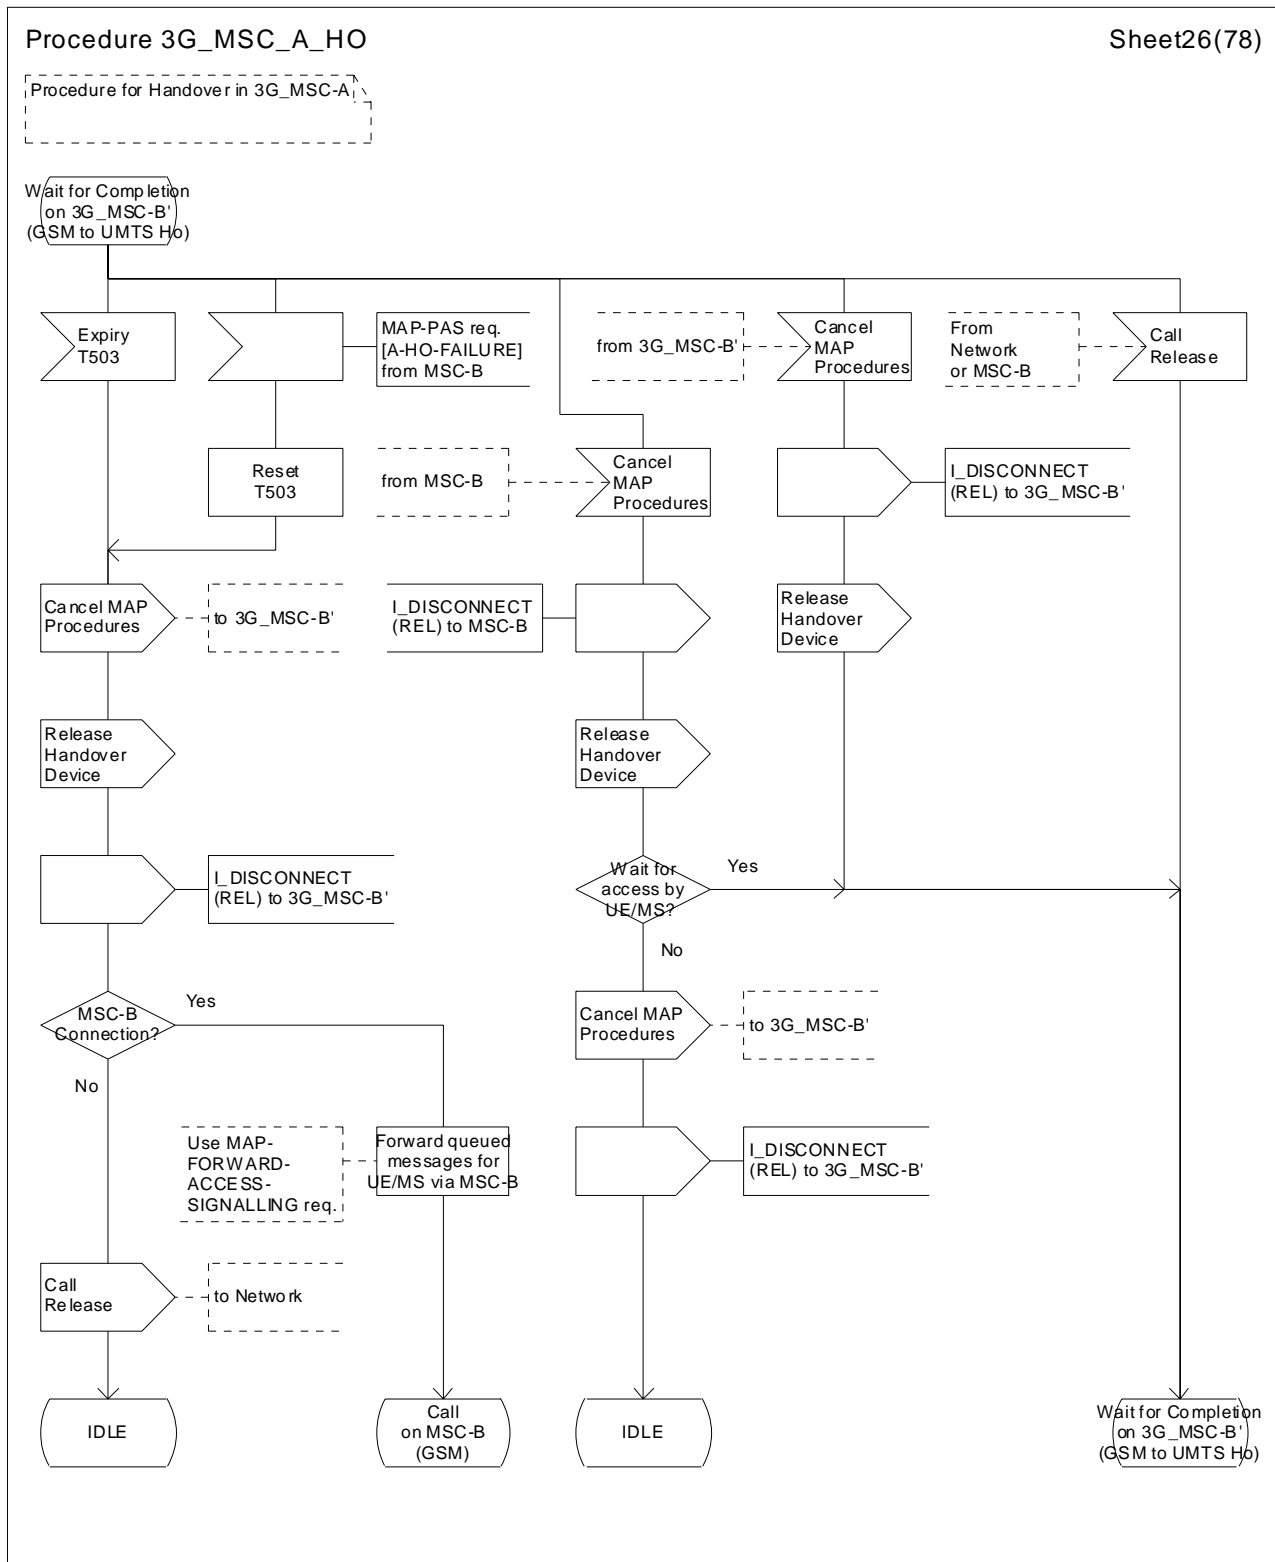 Procedure 3G_MSC_A_HO
Sheet26(78)
Procedure for Handover in 3G_MSC-A
Wait for Completion
on 3G_MSC-B'
(GSM to UMTS Ho)
Expiry
T503
MAP-PAS req.
[A-HO-FAILURE]
from MSC-B
from 3G_MSC-B'
Cancel
MAP
Procedures
From
Network
or MSC-B
Call
Release
Reset
T503
from MSC-B
Cancel
MAP
Procedures
I_DISCONNECT
(REL) to 3G_MSC-B'
Cancel MAP
Procedures
to 3G_MSC-B'
I_DISCONNECT
(REL) to MSC-B
Release
Handover
Device
Release
Handover
Device
Release
Handover
Device
I_DISCONNECT
(REL) to 3G_MSC-B'
Wait for
access by
UE/MS?
Yes
No
MSC-B
Connection?
Yes
No
Cancel MAP
Procedures
to 3G_MSC-B'
Use MAP-
FORWARD-
ACCESS-
SIGNALLING req.
Forward queued
messages for
UE/MS via MSC-B
I_DISCONNECT
(REL) to 3G_MSC-B'
Call
Release
to Network
IDLE
Call
on MSC-B
(GSM)
IDLE
Wait for Completion
on 3G_MSC-B'
(GSM to UMTS Ho)